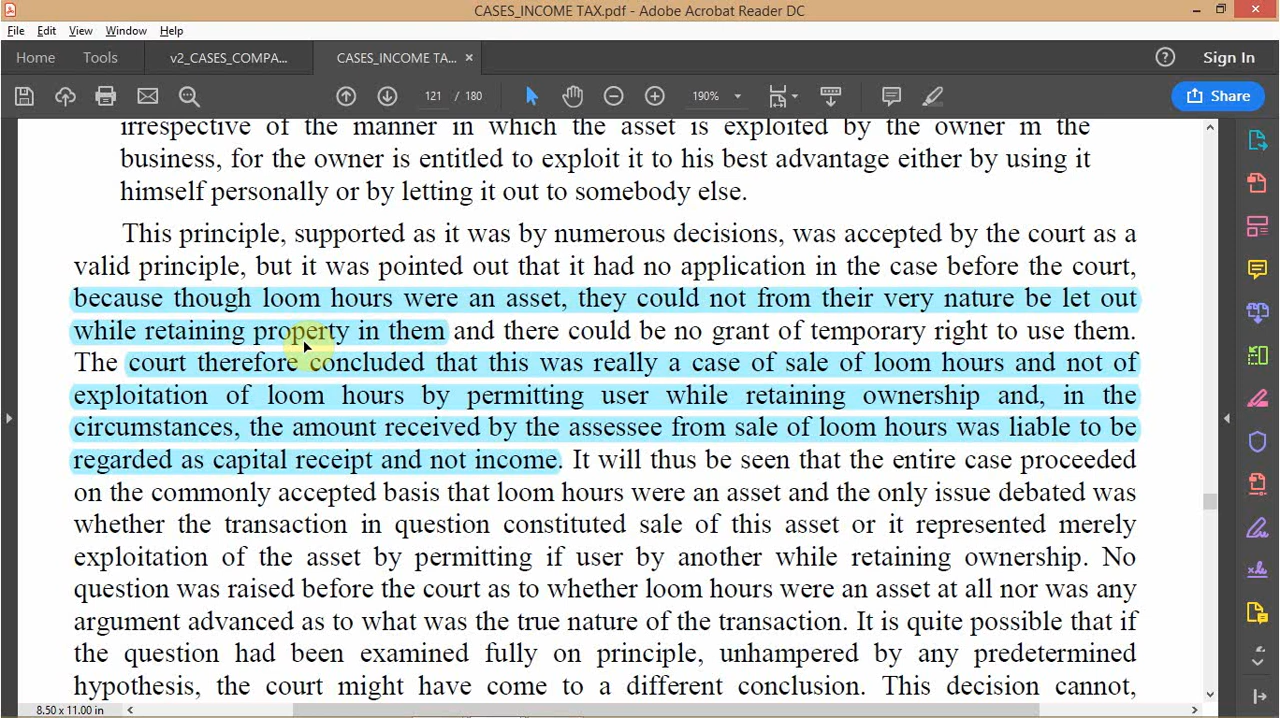 CASES_INCOME TAX.pdf - Adobe Acrobat Reader DC
File Edit View Window Help
Home Tools v2_CASES_COMPA... CASES_INCOME TA... × Sign In
121 / 180 190% Share
irrespective of the manner in which the asset is exploited by the owner m the
business, for the owner is entitled to exploit it to his best advantage either by using it
himself personally or by letting it out to somebody else.
This principle, supported as it was by numerous decisions, was accepted by the court as a
valid principle, but it was pointed out that it had no application in the case before the court,
because though loom hours were an asset, they could not from their very nature be let out
while retaining property in them and there could be no grant of temporary right to use them.
The court therefore concluded that this was really a case of sale of loom hours and not of
exploitation of loom hours by permitting user while retaining ownership and, in the
circumstances, the amount received by the assessee from sale of loom hours was liable to be
regarded as capital receipt and not income. It will thus be seen that the entire case proceeded
on the commonly accepted basis that loom hours were an asset and the only issue debated was
whether the transaction in question constituted sale of this asset or it represented merely
exploitation of the asset by permitting if user by another while retaining ownership. No
question was raised before the court as to whether loom hours were an asset at all nor was any
argument advanced as to what was the true nature of the transaction. It is quite possible that if
the question had been examined fully on principle, unhampered by any predetermined
hypothesis, the court might have come to a different conclusion. This decision cannot,
8.50 x 11.00 in